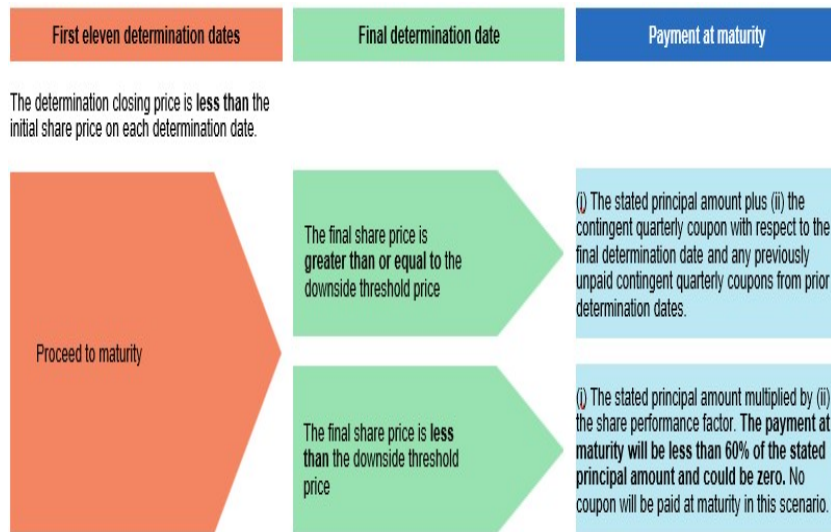 First eleven determination dates
Final determination date
Payment at maturity
The determination closing price is less than the
initial share price on each determination date.
Proceed to maturity
The final share price is
greater than or equal to the
downside threshold price
(i) The stated principal amount plus (ii) the
contingent quarterly coupon with respect to the
final determination date and any previously
unpaid contingent quarterly coupons from prior
determination dates.
The final share price is less
than the downside threshold
price
(i) The stated principal amount multiplied by (ii)
the share performance factor. The payment at
maturity will be less than 60% of the stated
principal amount and could be zero. No
coupon will be paid at maturity in this scenario.